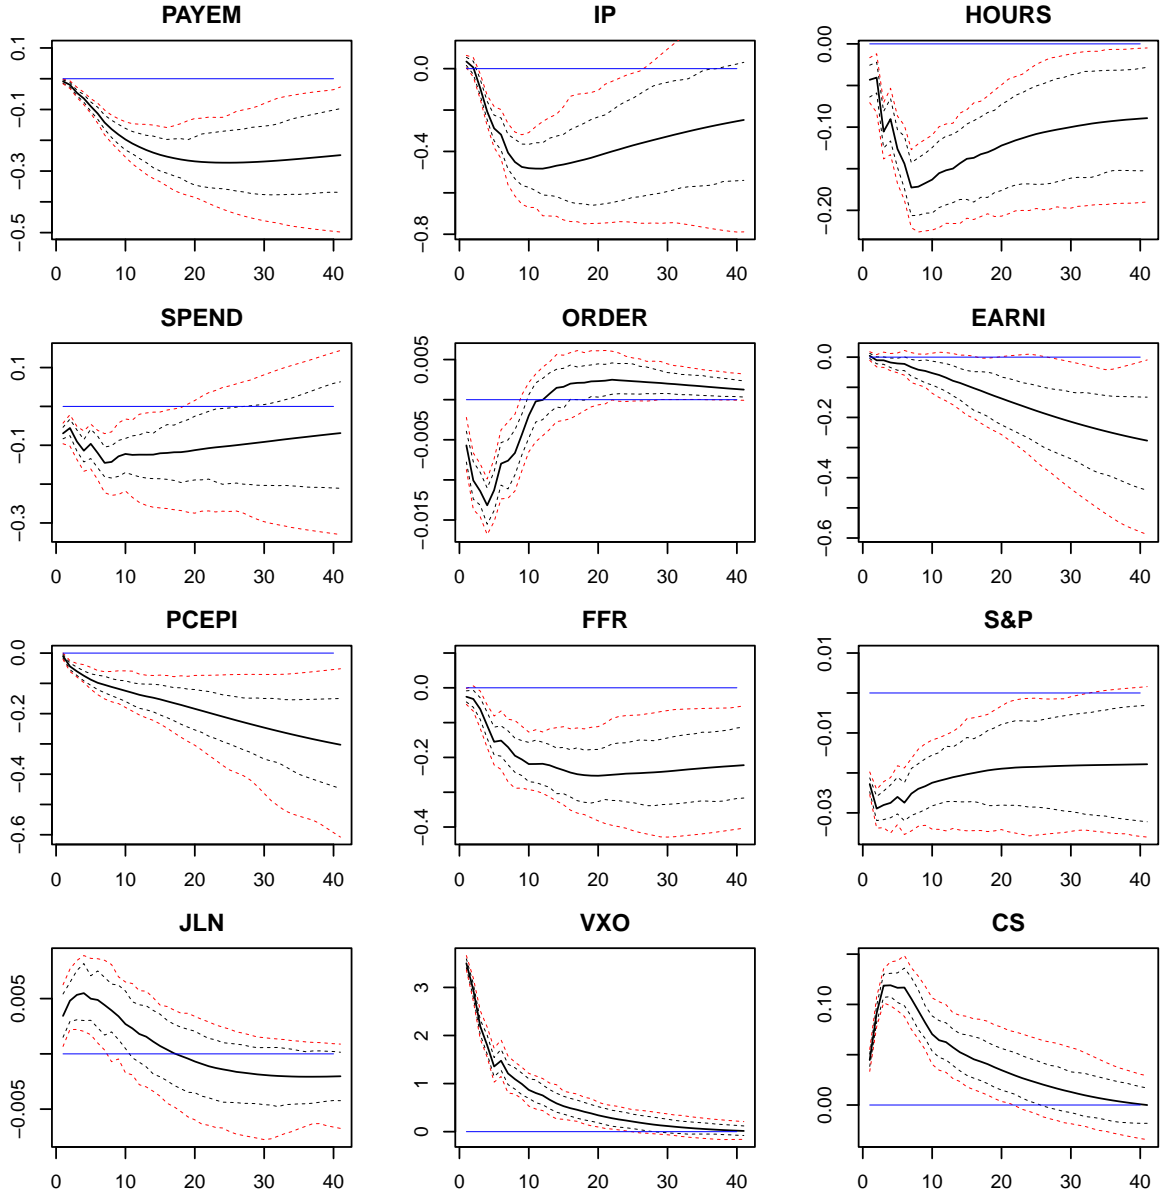 PAYEM IP HOURS
0.1 -0.1 -0.3 -0.5
0 10 20 30 40
0.0 -0.4 -0.8
0 10 20 30 40
0.00 -0.10 -0.20
0 10 20 30 40
SPEND ORDER EARNI
0.1 -0.1 -0.3
0 10 20 30 40
0.005 -0.005 -0.015
0 10 20 30 40
0.0 -0.2 -0.4 -0.6
0 10 20 30 40
PCEPI FFR S&P
0.0 -0.2 -0.4 -0.6
0 10 20 30 40
0.0 -0.2 -0.4
0 10 20 30 40
0.01 -0.01 -0.03
0 10 20 30 40
JLN VXO CS
0.005 -0.005
0 10 20 30 40
3 2 1 0
0 10 20 30 40
0.10 0.00
0 10 20 30 40